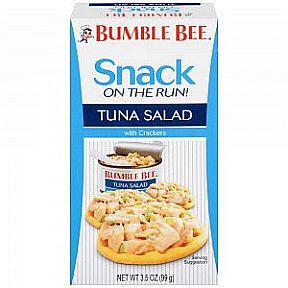 BUMBLE BEE.
Snack
ON THE RUN!
TUNA SALAD
with Crackers
BUMBLE BEE
TUNA SALAD
Serving
Suggestion
NET WT 3.5 OZ (99 g)